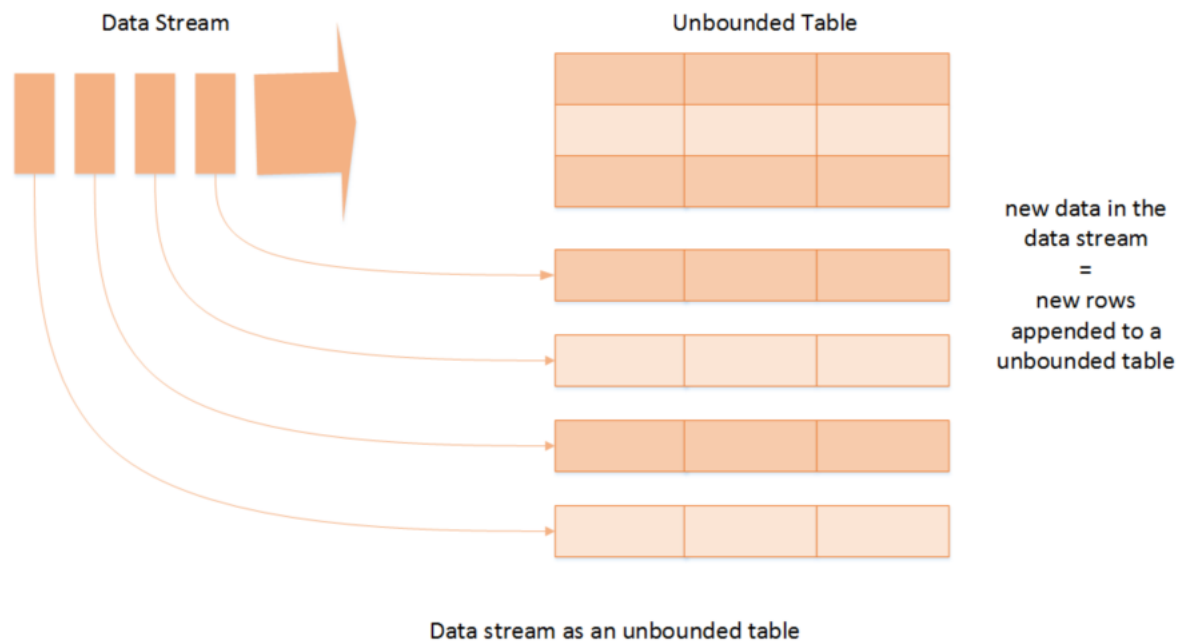 Data Stream
Unbounded Table
new data in the
data stream
=
new rows
appended to a
unbounded table
Data stream as an unbounded table